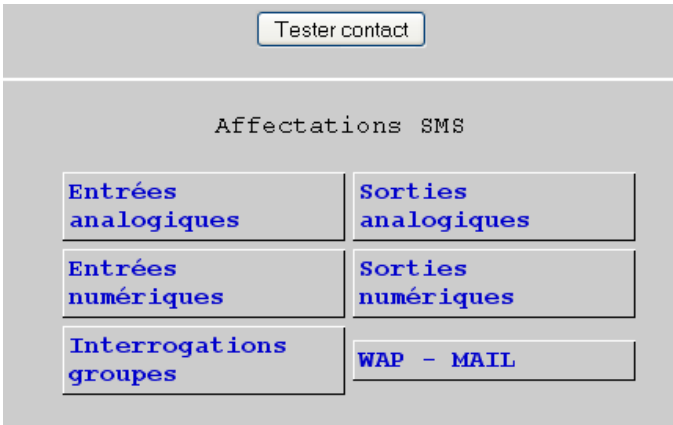 Tester contact
Affectations SMS
Entrées
analogiques
Sorties
analogiques
Entrées
numériques
Sorties
numériques
Interrogations
groupes
WAP - MAIL